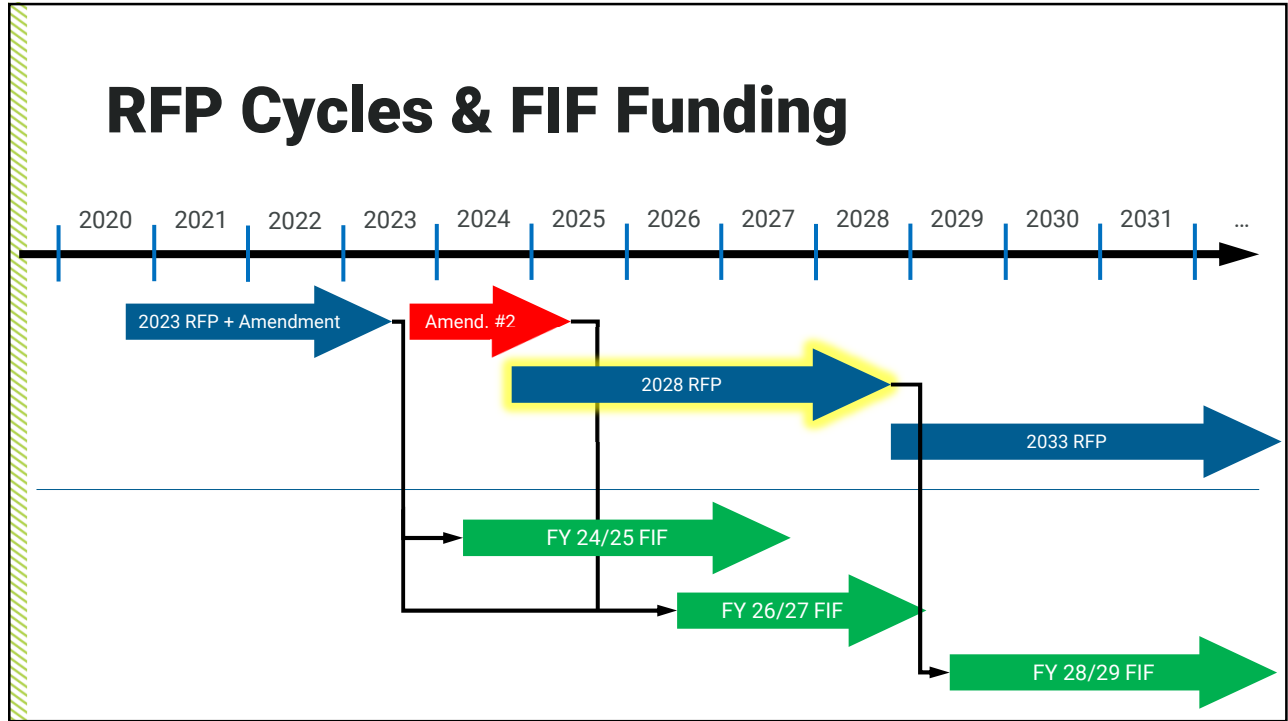 RFP Cycles & FIF Funding
2020 2021 2022 2023 2024 2025 2026 2027 2028 2029 2030 2031 ...
2023 RFP + Amendment
Amend. #2
2028 RFP
2033 RFP
FY 24/25 FIF
FY 26/27 FIF
FY 28/29 FIF